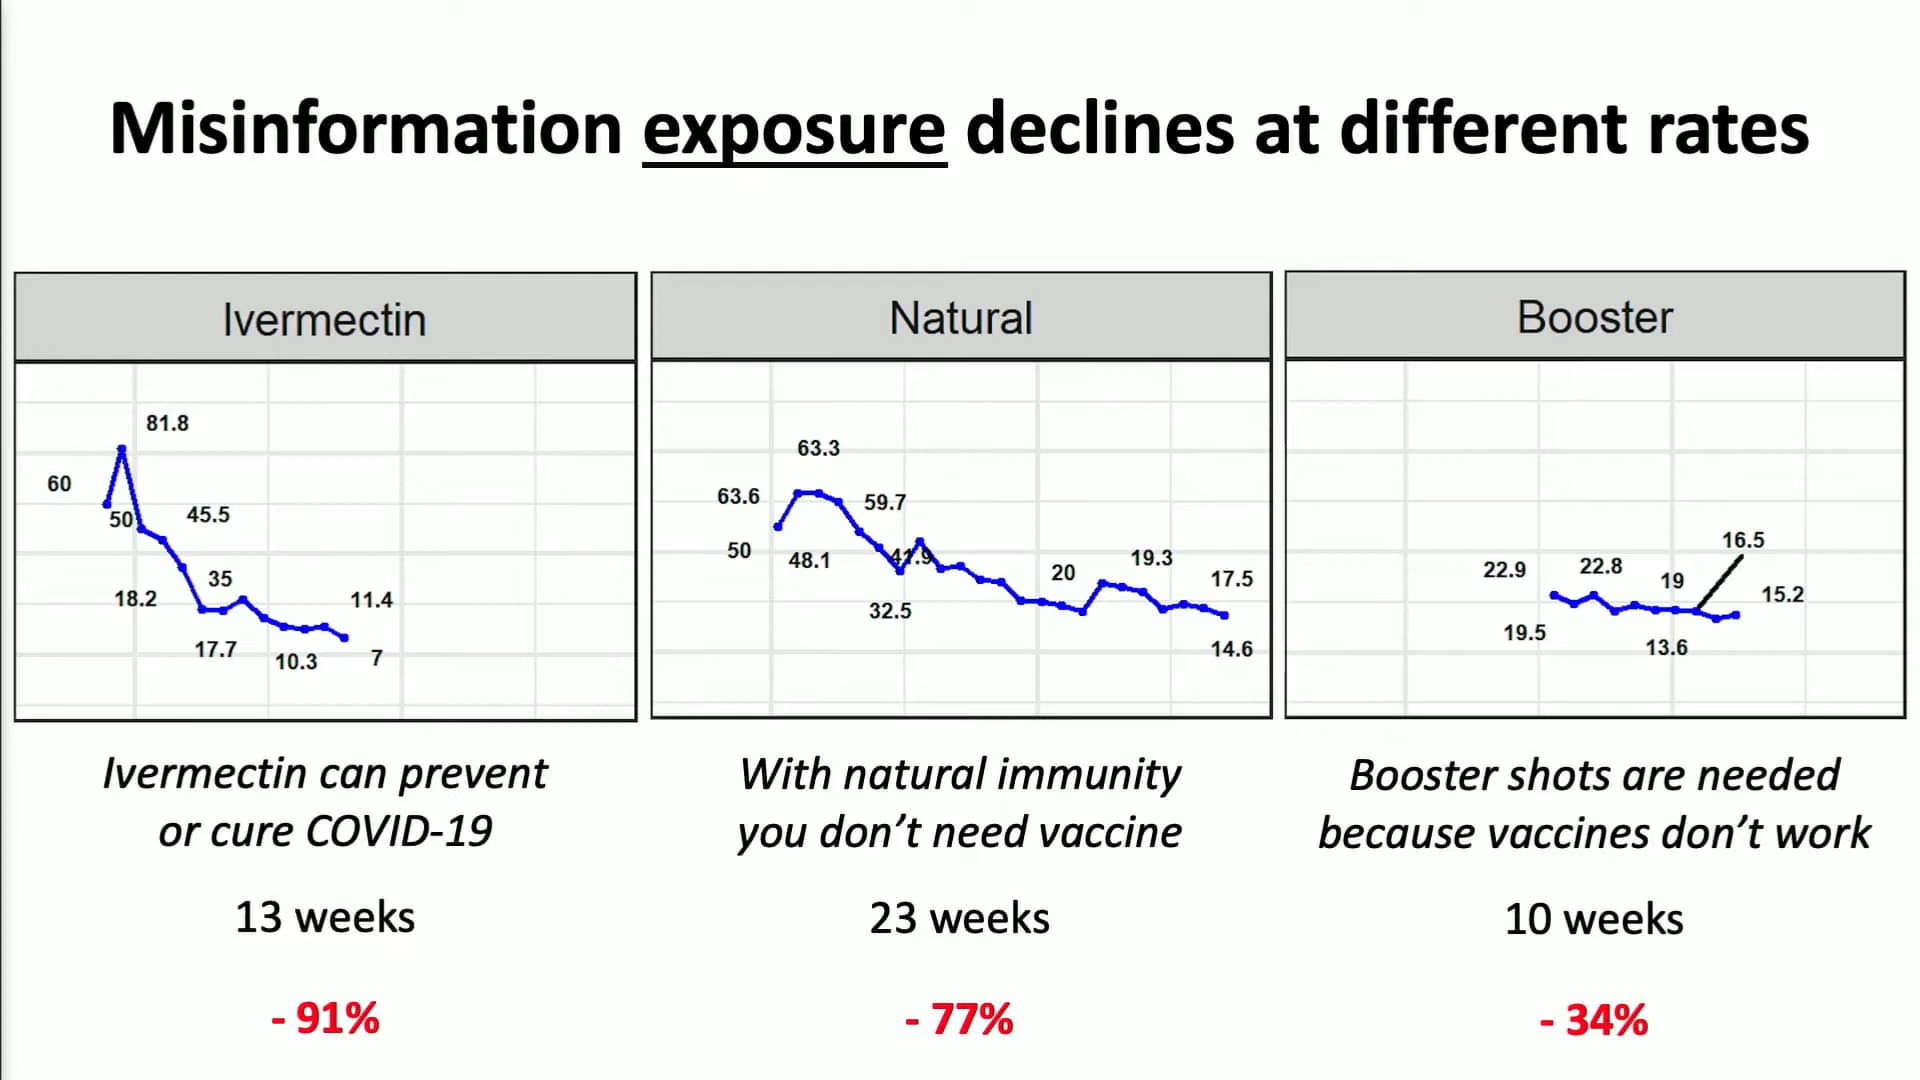 Misinformation exposure declines at different rates
Ivermectin
81.8
60
50
45.5
35
18.2
11.4
17.7
10.3
7
Natural
63.3
63.6
59.7
50
48.1
41.9
20
19.3
17.5
32.5
14.6
Booster
16.5
22.9
22.8
19
15.2
19.5
13.6
Ivermectin can prevent
or cure COVID-19
13 weeks
- 91%
With natural immunity
you don’t need vaccine
23 weeks
- 77%
Booster shots are needed
because vaccines don’t work
10 weeks
- 34%